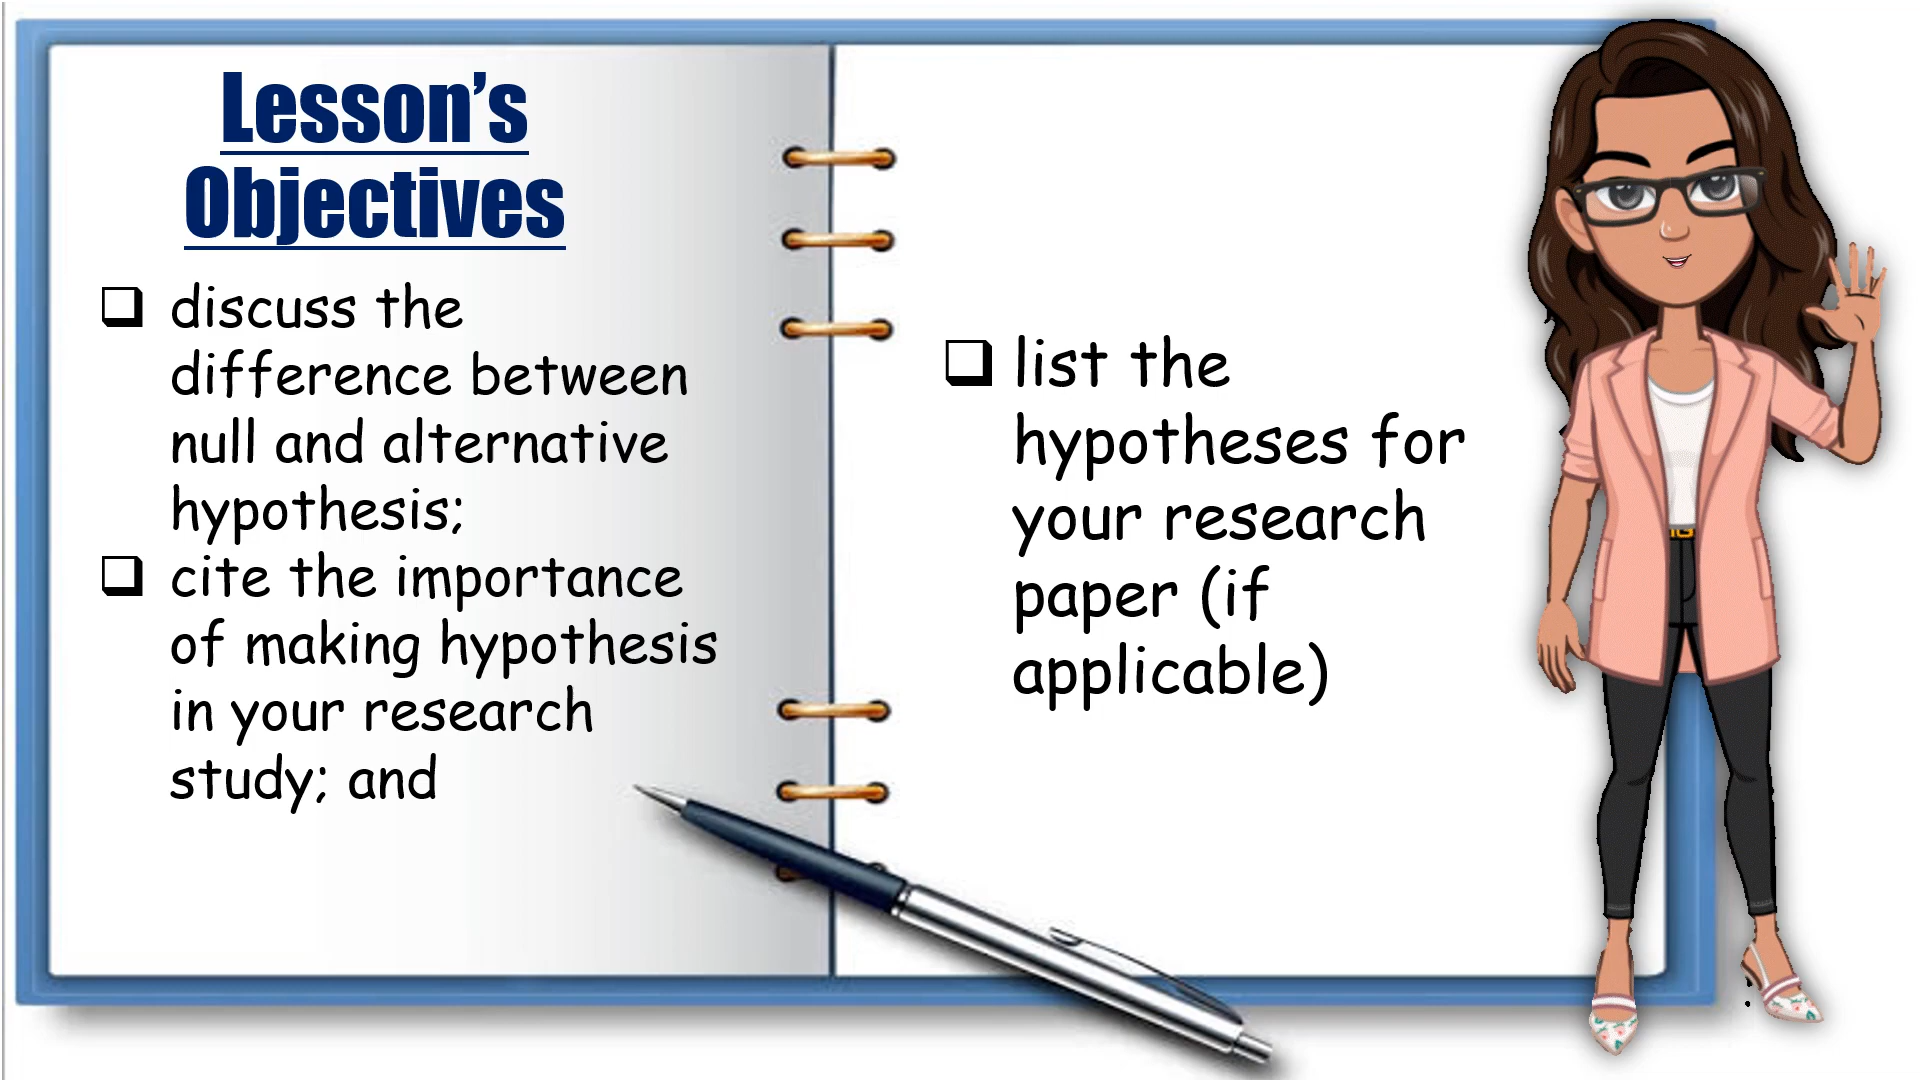 Lesson’s
Objectives
❑ discuss the
difference between
null and alternative
hypothesis;
❑ cite the importance
of making hypothesis
in your research
study; and
❑ list the
hypotheses for
your research
paper (if
applicable)